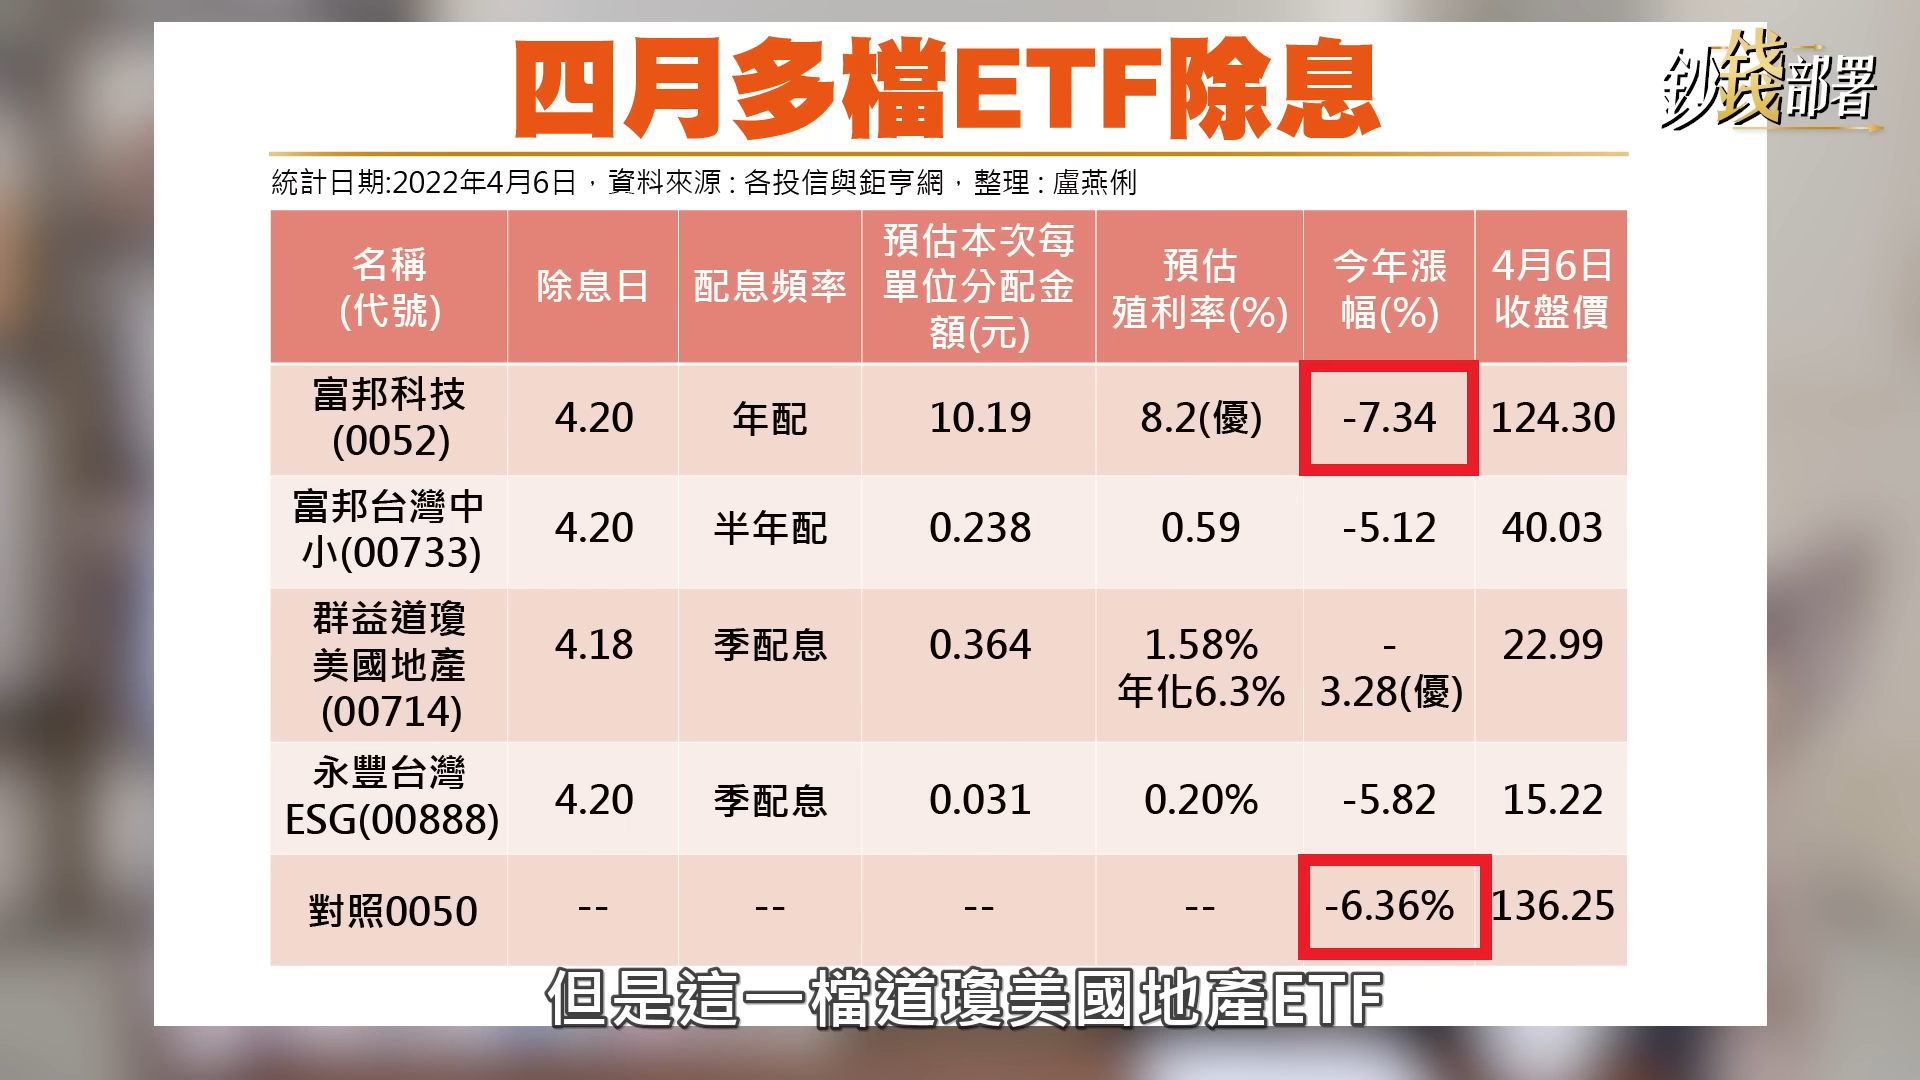 四月多檔ETF除息
鈔錢部署
統計日期:2022年4月6日，資料來源 : 各投信與鉅亨網，整理 : 盧燕俐
名稱
(代號)
除息日
配息頻率
預估本次每
單位分配金
額(元)
預估
殖利率(%)
今年漲
幅(%)
4月6日
收盤價
富邦科技
(0052)
4.20
年配
10.19
8.2(優)
-7.34
124.30
富邦台灣中
小(00733)
4.20
半年配
0.238
0.59
-5.12
40.03
群益道瓊
美國地產
(00714)
4.18
季配息
0.364
1.58%
年化6.3%
-
3.28(優)
22.99
永豐台灣
ESG(00888)
4.20
季配息
0.031
0.20%
-5.82
15.22
對照0050
--
--
--
--
-6.36%
136.25
但是這一檔道瓊美國地產ETF